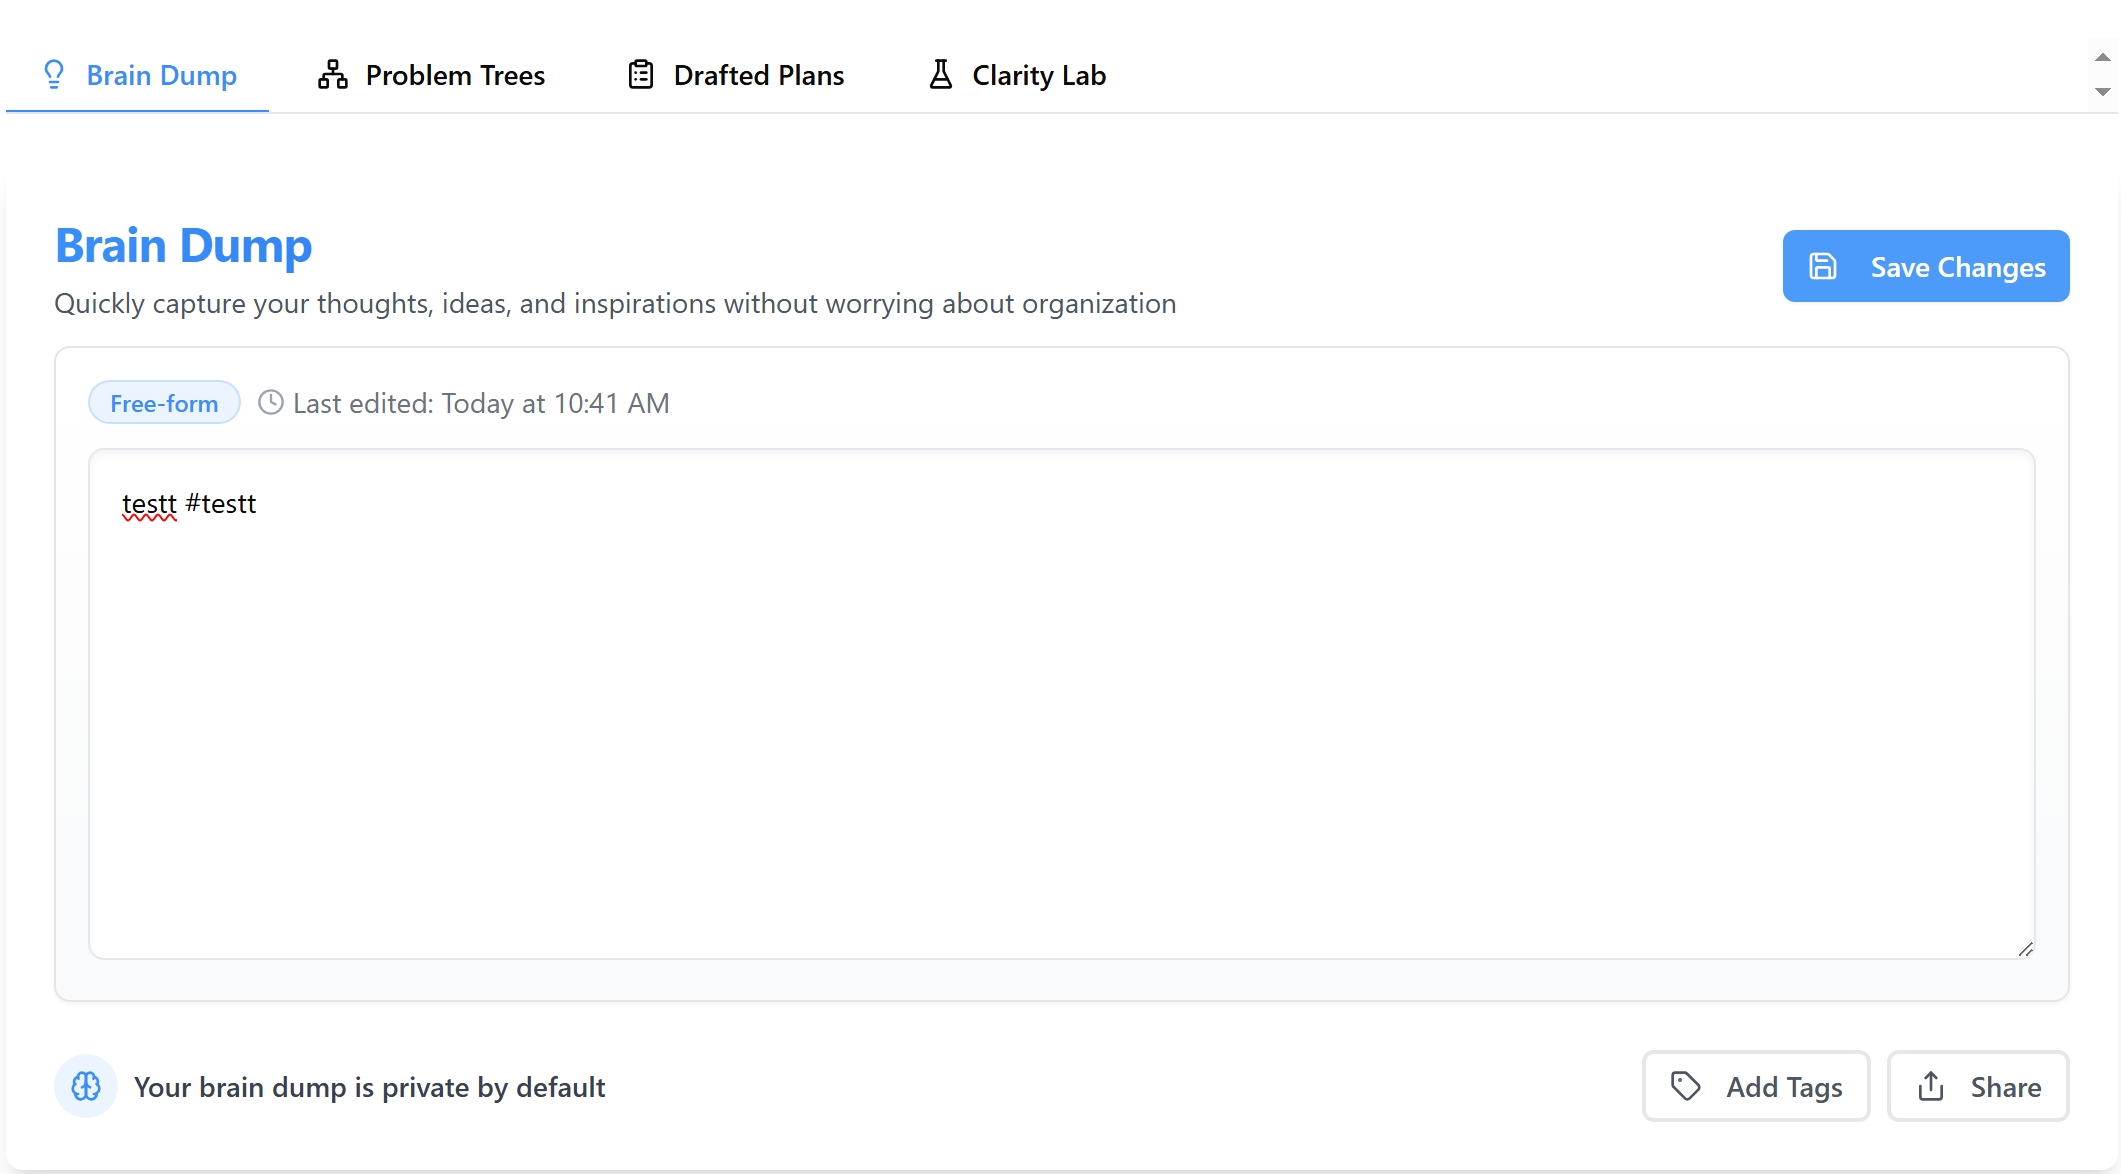 Brain Dump Problem Trees Drafted Plans Clarity Lab
Brain Dump
Save Changes
Quickly capture your thoughts, ideas, and inspirations without worrying about organization
Free-form Last edited: Today at 10:41 AM
testt #testt
Your brain dump is private by default
Add Tags Share